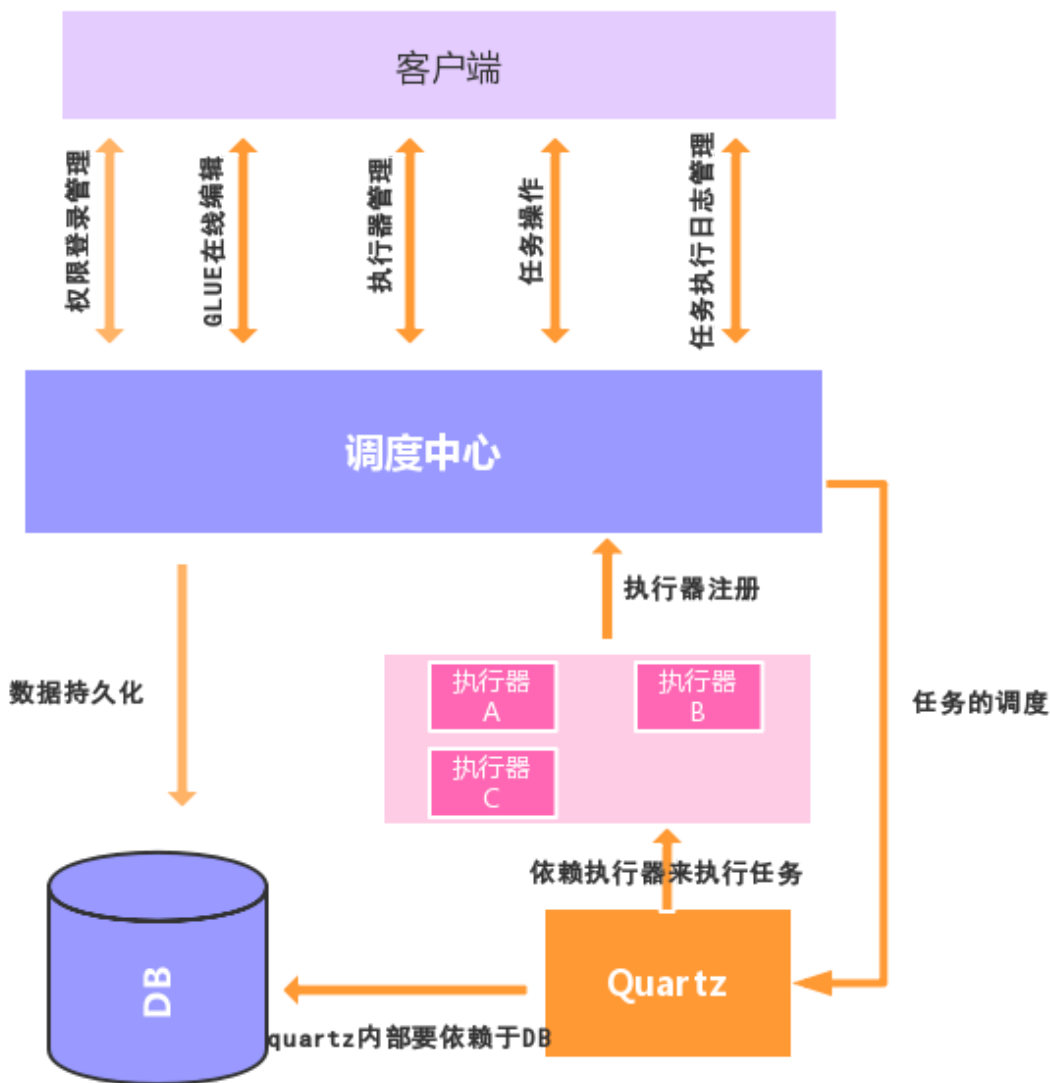 客户端
权限登录管理
GLUE在线编辑
执行器管理
任务操作
任务执行日志管理
调度中心
执行器注册
执行器
A
执行器
B
数据持久化
任务的调度
执行器
C
依赖执行器来执行任务
DB
Quartz
quartz内部要依赖于DB